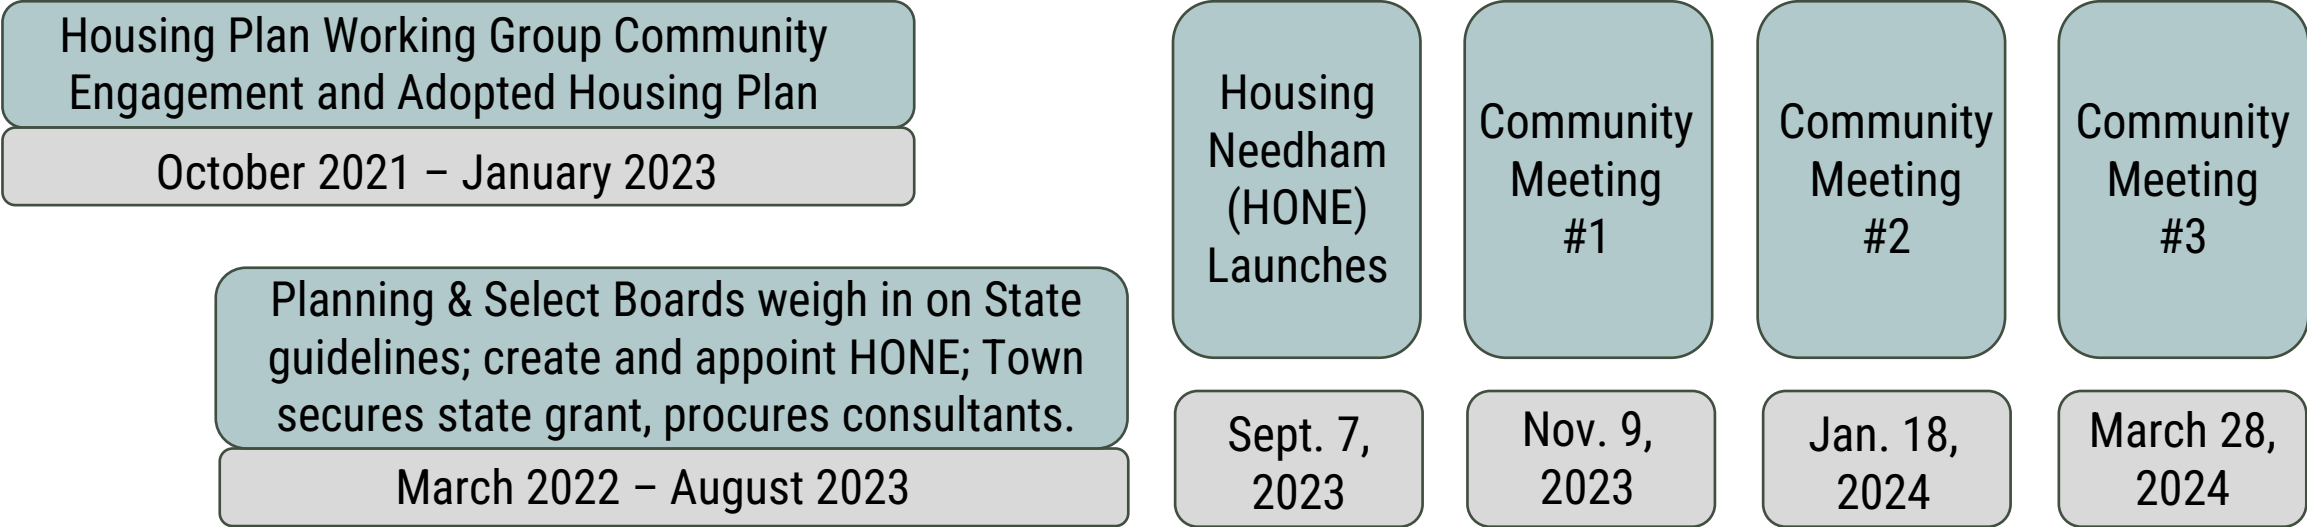 Housing Plan Working Group Community
Engagement and Adopted Housing Plan
October 2021 – January 2023
Planning & Select Boards weigh in on State
guidelines; create and appoint HONE; Town
secures state grant, procures consultants.
March 2022 – August 2023
Housing
Needham
(HONE)
Launches
Sept. 7,
2023
Community
Meeting
#1
Nov. 9,
2023
Community
Meeting
#2
Jan. 18,
2024
Community
Meeting
#3
March 28,
2024